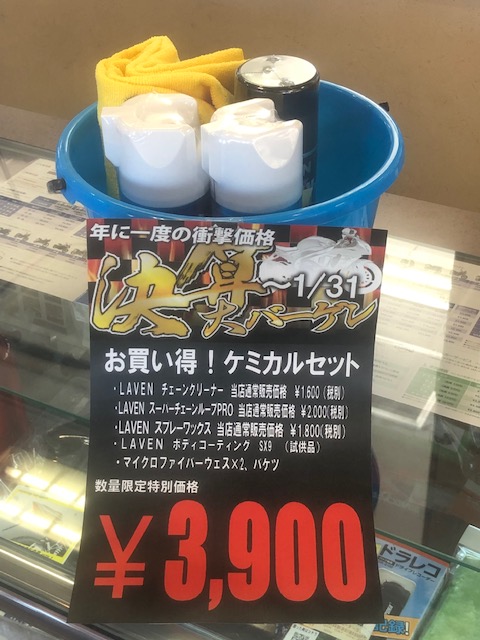 年に一度の衝撃価格
決算 ～1/31
大バーゲン
お買い得！ケミカルセット
・LAVEN チェーンクリーナー 当店通常販売価格 ¥1,600（税別）
・LAVEN スーパーチェーンルーブPRO 当店通常販売価格 ¥2,000（税別）
・LAVEN スプレーワックス 当店通常販売価格 ¥1,800（税別）
・LAVEN ボディコーティング SX9 （試供品）
・マイクロファイバーウェス×2、バケツ
数量限定特別価格
¥3,900
ドラレコ